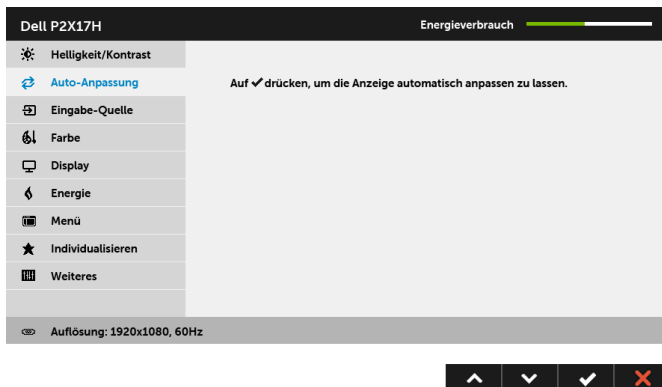 Dell P2X17H
Energieverbrauch
Helligkeit/Kontrast
Auto-Anpassung
Auf ✔ drücken, um die Anzeige automatisch anpassen zu lassen.
Eingabe-Quelle
Farbe
Display
Energie
Menü
Individualisieren
Weiteres
Auflösung: 1920x1080, 60Hz